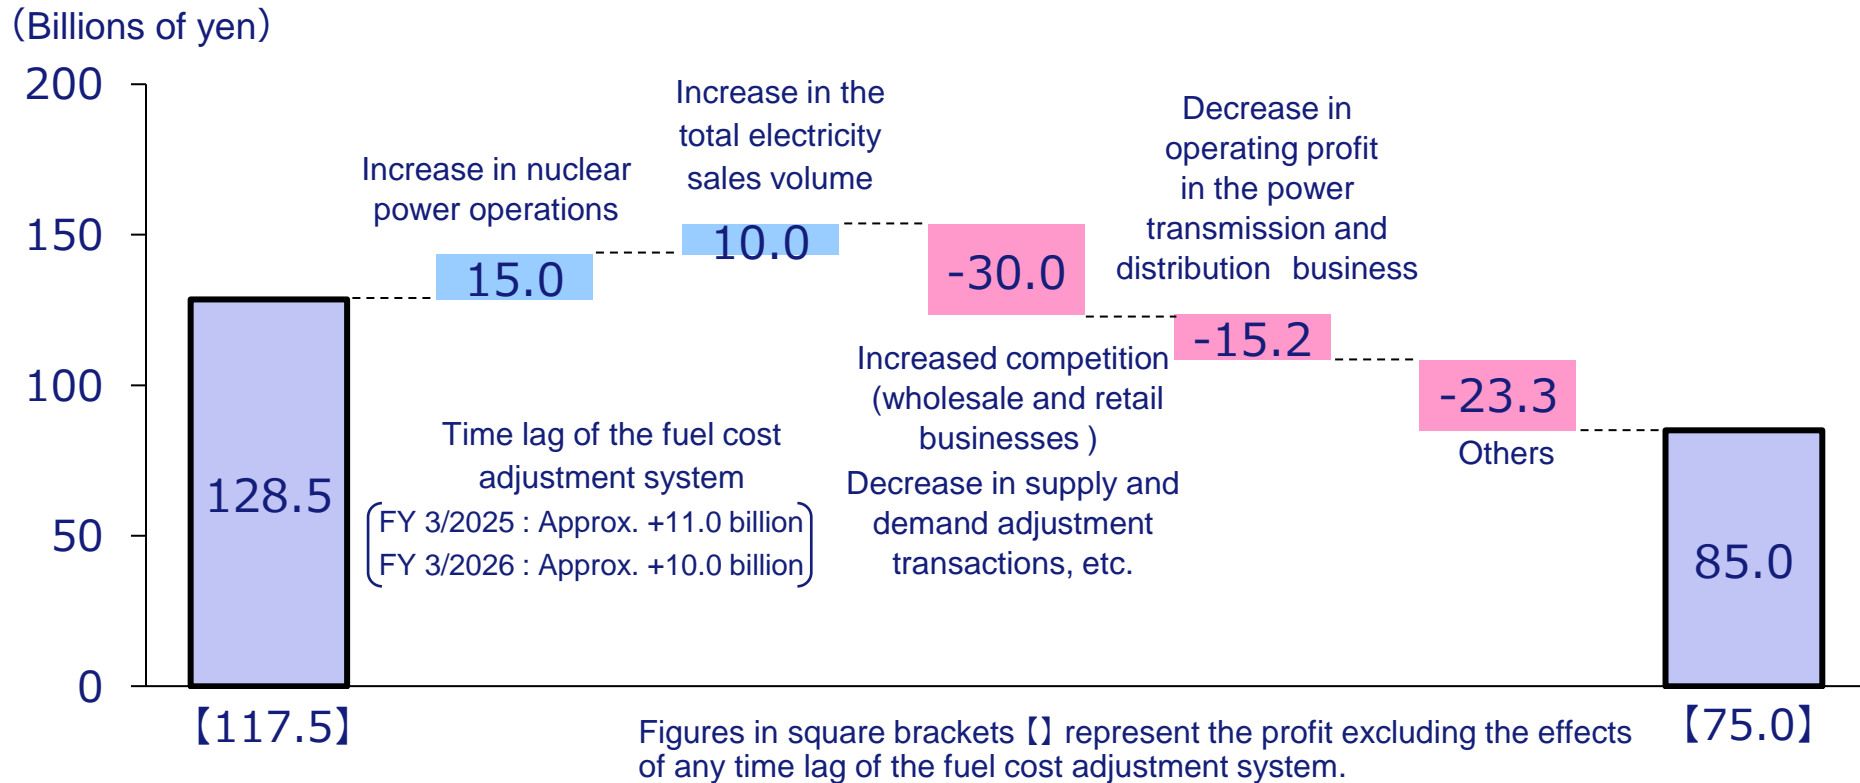 （Billions of yen）
200
150
100
50
0
128.5
【117.5】
Increase in nuclear
power operations
15.0
Increase in the
total electricity
sales volume
10.0
-30.0
Increased competition
(wholesale and retail
businesses )
Decrease in supply and
demand adjustment
transactions, etc.
Decrease in
operating profit
in the power
transmission and
distribution business
-15.2
-23.3
Others
85.0
【75.0】
Time lag of the fuel cost
adjustment system
FY 3/2025 : Approx. +11.0 billion
FY 3/2026 : Approx. +10.0 billion
Figures in square brackets【】represent the profit excluding the effects
of any time lag of the fuel cost adjustment system.